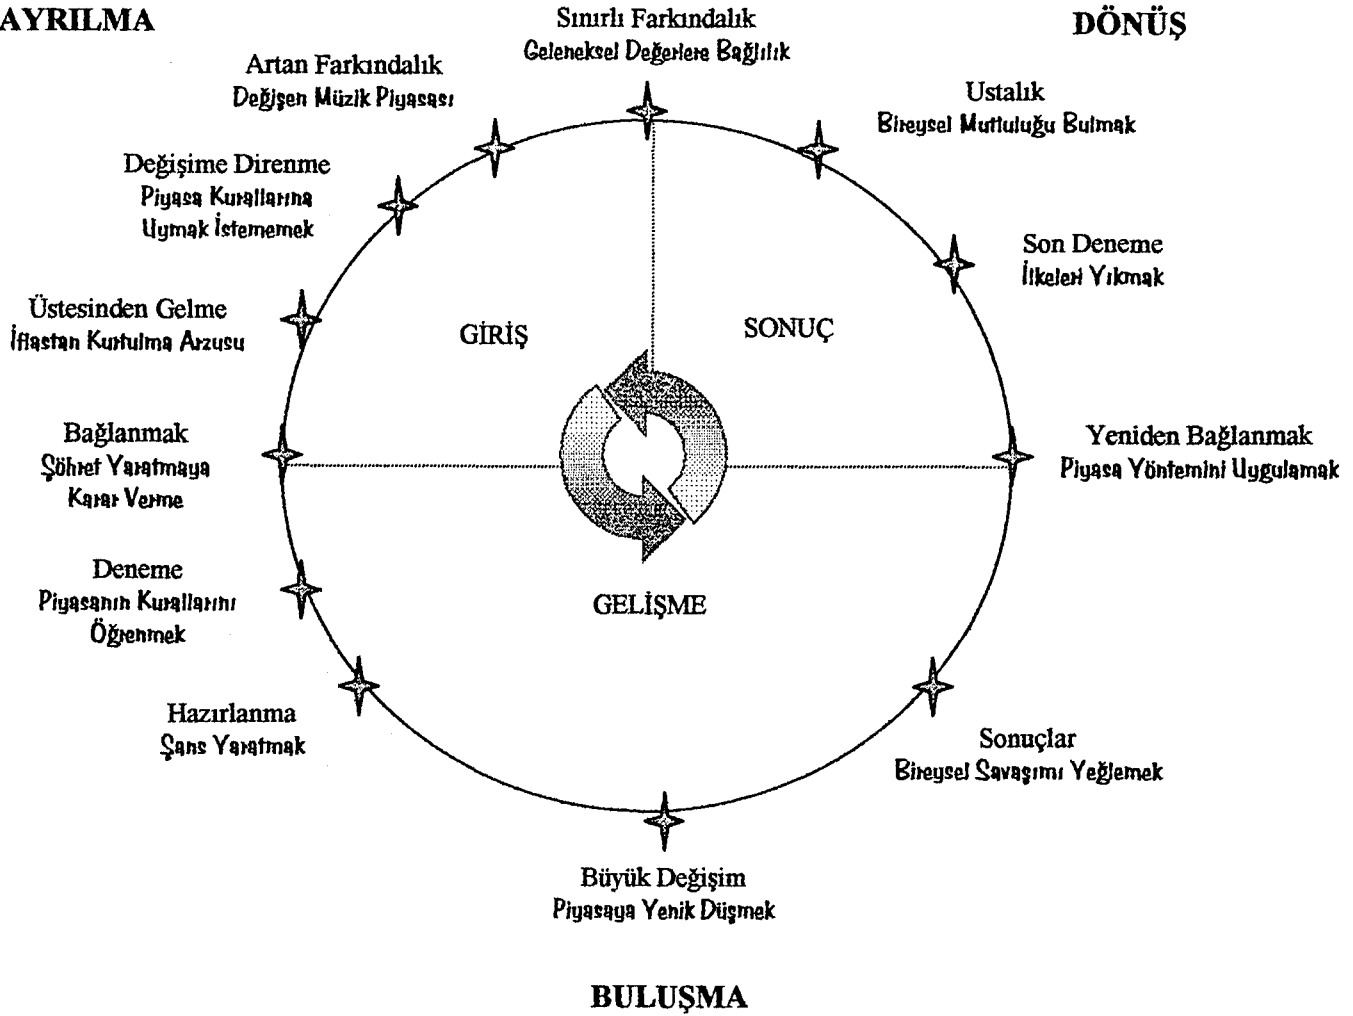 AYRILMA
DÖNÜŞ
Sınırlı Farkındalık
Geleneksel Değerlere Bağlılık
Artan Farkındalık
Değişen Müzik Piyasası
Değişime Direnme
Piyasa Kurallarına
Uymak İstememek
Üstesinden Gelme
İflastan Kurtulma Arzusu
Bağlanmak
Şöhret Yaratmaya
Karar Verme
Deneme
Piyasanın Kurallarını
Öğrenmek
Hazırlanma
Şans Yaratmak
Büyük Değişim
Piyasaya Yenik Düşmek
Sonuçlar
Bireysel Savaşımı Yeğlemek
Yeniden Bağlanmak
Piyasa Yöntemini Uygulamak
Son Deneme
İlkeleri Yıkmak
Ustalık
Bireysel Mutluluğu Bulmak
GİRİŞ
SONUÇ
GELİŞME
BULUŞMA